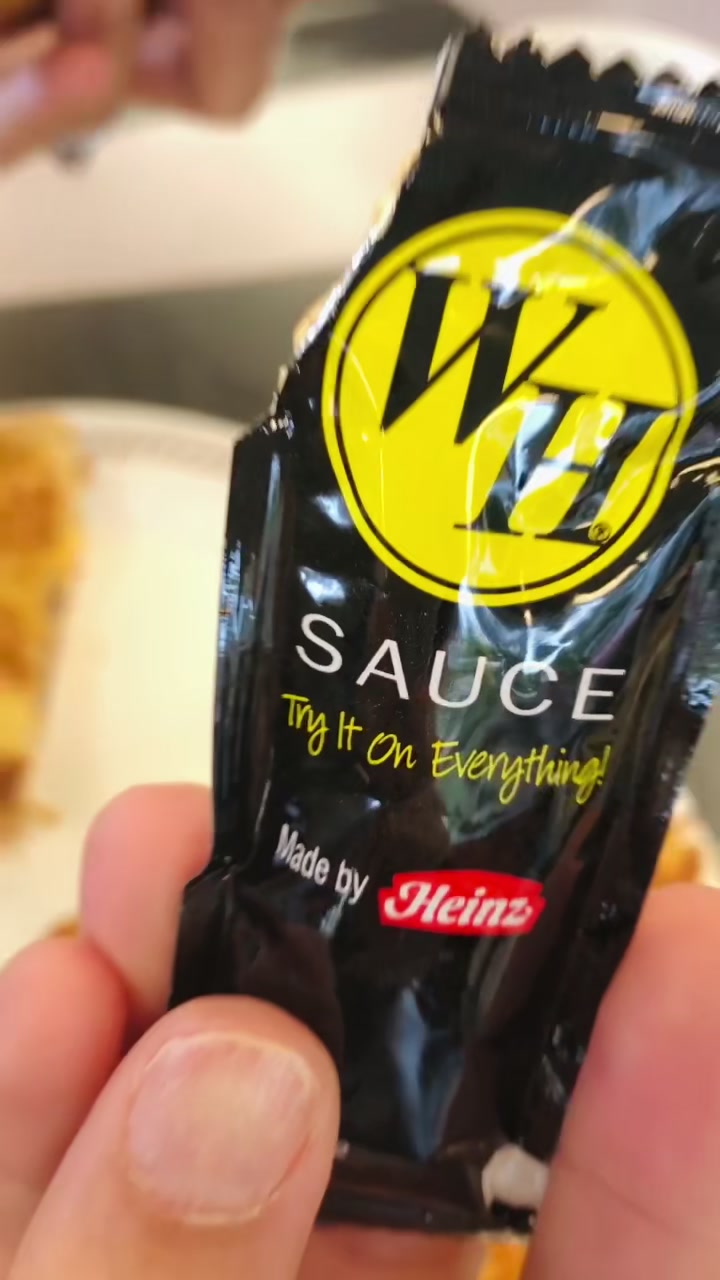 WH®
SAUCE
Try It On Everything!
Made by Heinz